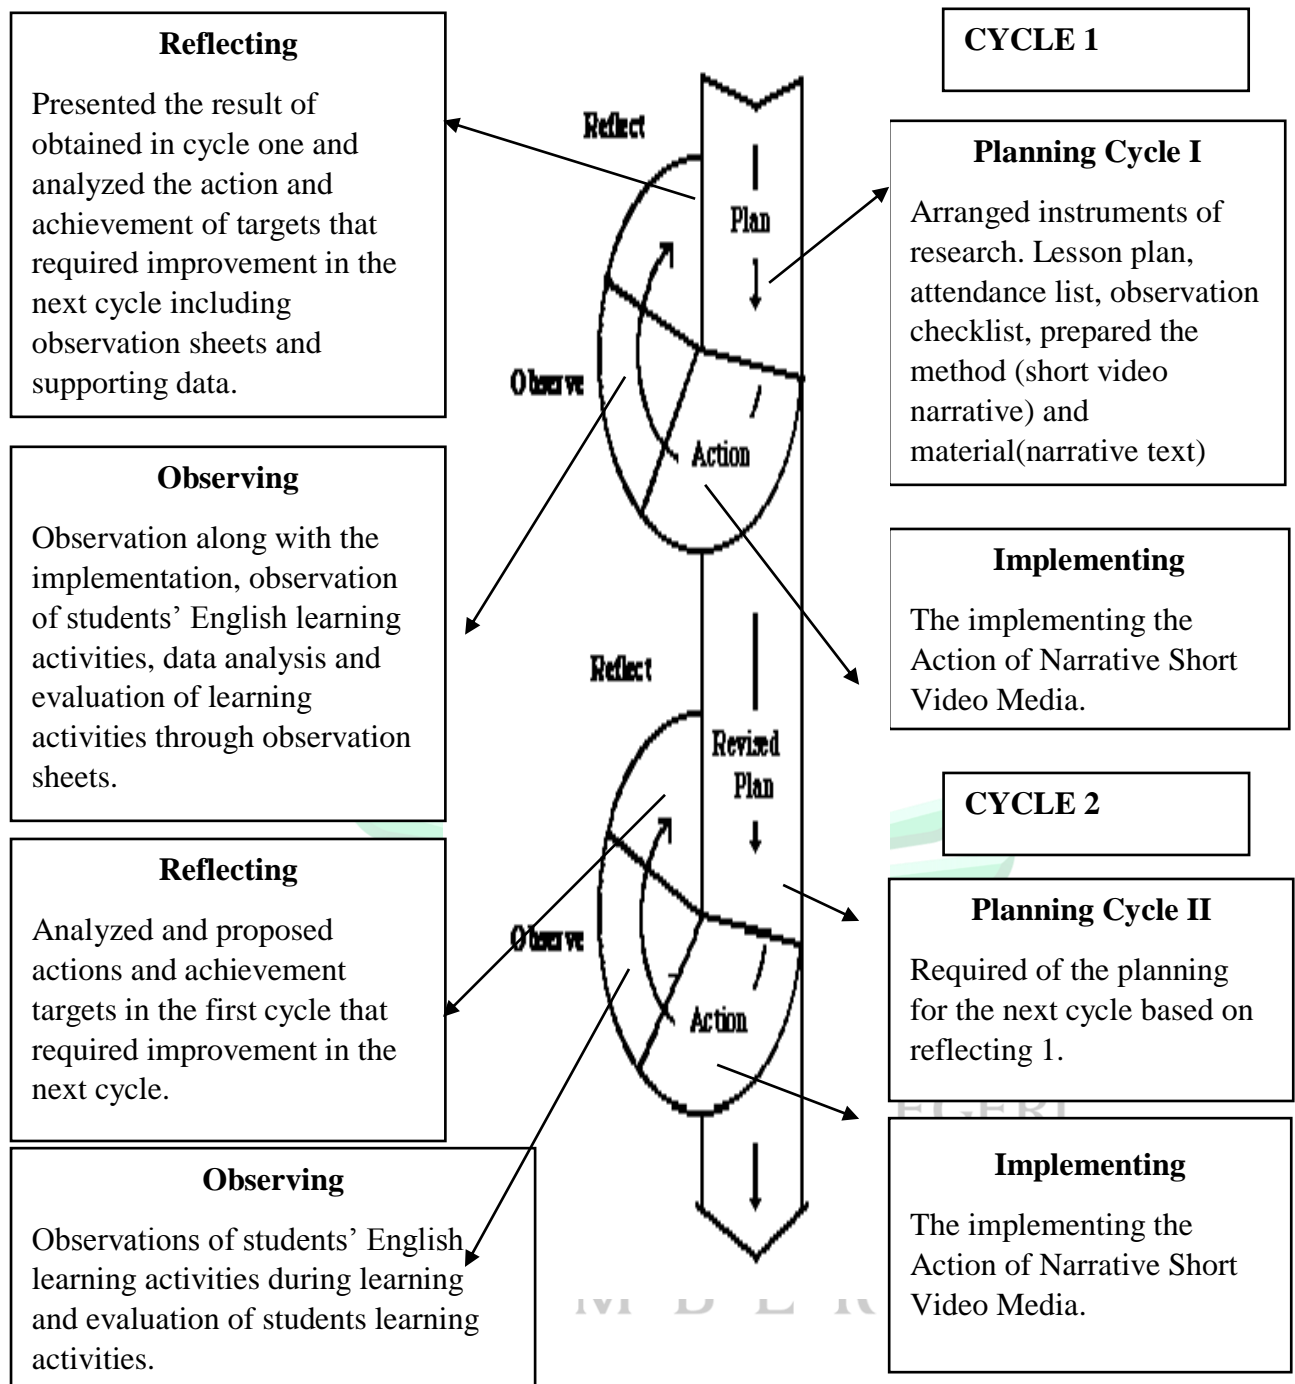 Reflecting
Presented the result of
obtained in cycle one and
analyzed the action and
achievement of targets that
required improvement in the
next cycle including
observation sheets and
supporting data.
Observing
Observation along with the
implementation, observation
of students’ English learning
activities, data analysis and
evaluation of learning
activities through observation
sheets.
Reflecting
Analyzed and proposed
actions and achievement
targets in the first cycle that
required improvement in the
next cycle.
Observing
Observations of students’ English
learning activities during learning
and evaluation of students learning
activities.
Reflect
Plan
Observe
Action
Reflect
Revised
Plan
Observe
Action
CYCLE 1
Planning Cycle I
Arranged instruments of
research. Lesson plan,
attendance list, observation
checklist, prepared the
method (short video
narrative) and
material(narrative text)
Implementing
The implementing the
Action of Narrative Short
Video Media.
CYCLE 2
Planning Cycle II
Required of the planning
for the next cycle based on
reflecting 1.
EGERI
Implementing
The implementing the
Action of Narrative Short
Video Media.